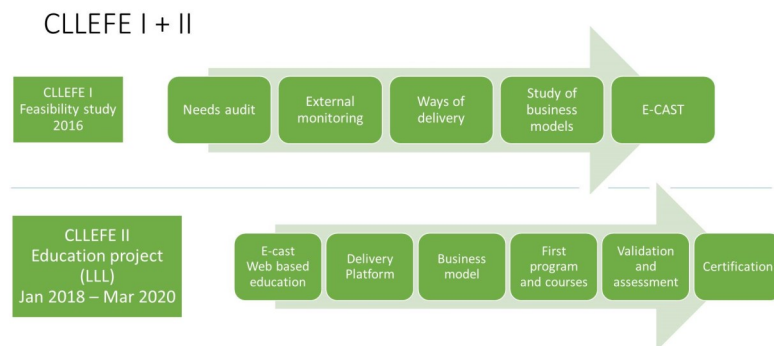 CLLEFE I + II
CLLEFE I
Feasibility study
2016
Needs audit
External
monitoring
Ways of
delivery
Study of
business
models
E-CAST
CLLEFE II
Education project
(LLL)
Jan 2018 – Mar 2020
E-cast
Web based
education
Delivery
Platform
Business
model
First
program
and courses
Validation
and
assessment
Certification